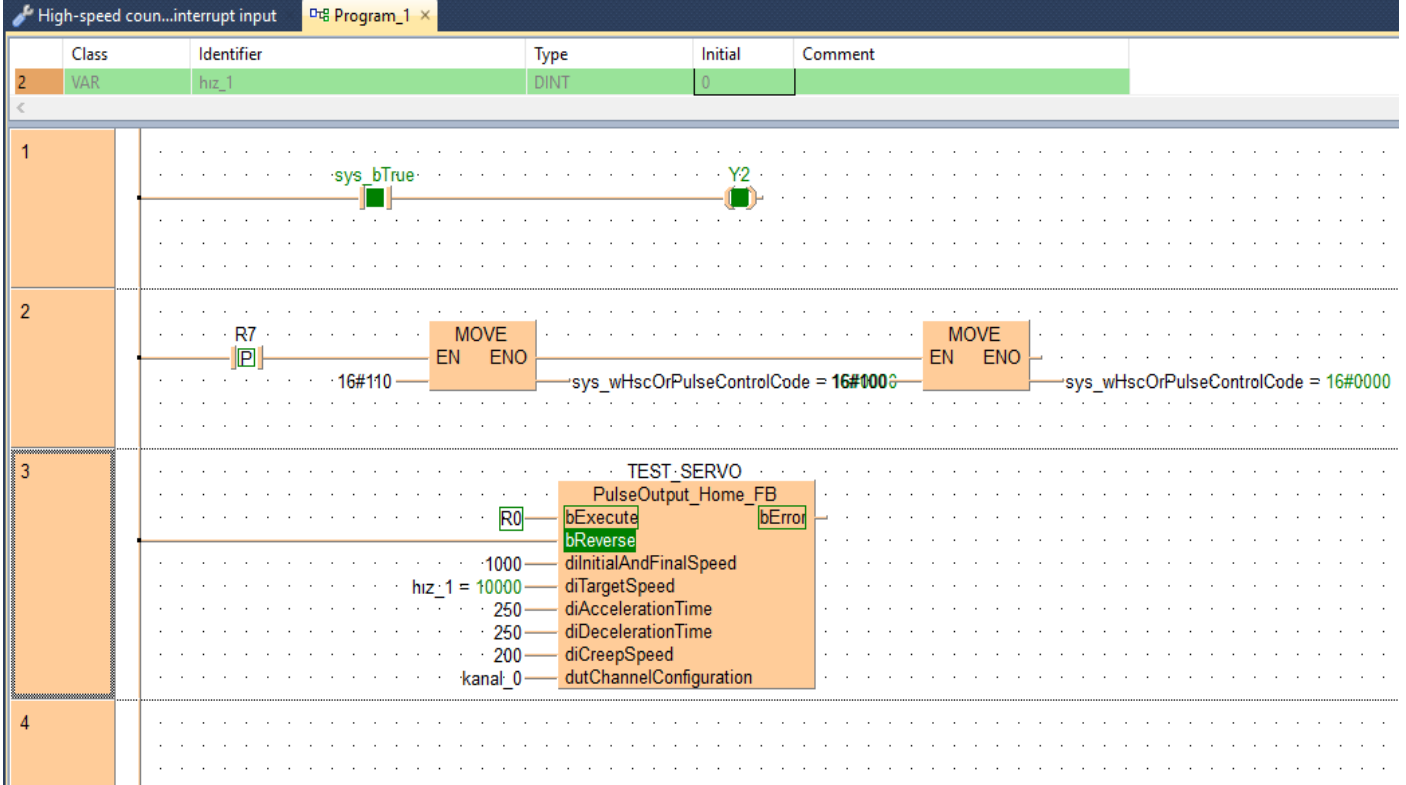 High-speed coun...interrupt input Program_1 ×
Class Identifier Type Initial Comment
2 VAR hız_1 DINT 0
1
sys_bTrue Y2
2
R7 MOVE MOVE
P EN ENO EN ENO
16#110 sys_wHscOrPulseControlCode = 16#100 sys_wHscOrPulseControlCode = 16#0000
3
TEST_SERVO
PulseOutput_Home_FB
R0 bExecute bError
bReverse
1000 diInitialAndFinalSpeed
hız_1 = 10000 diTargetSpeed
250 diAccelerationTime
250 diDecelerationTime
200 diCreepSpeed
kanal_0 dutChannelConfiguration
4